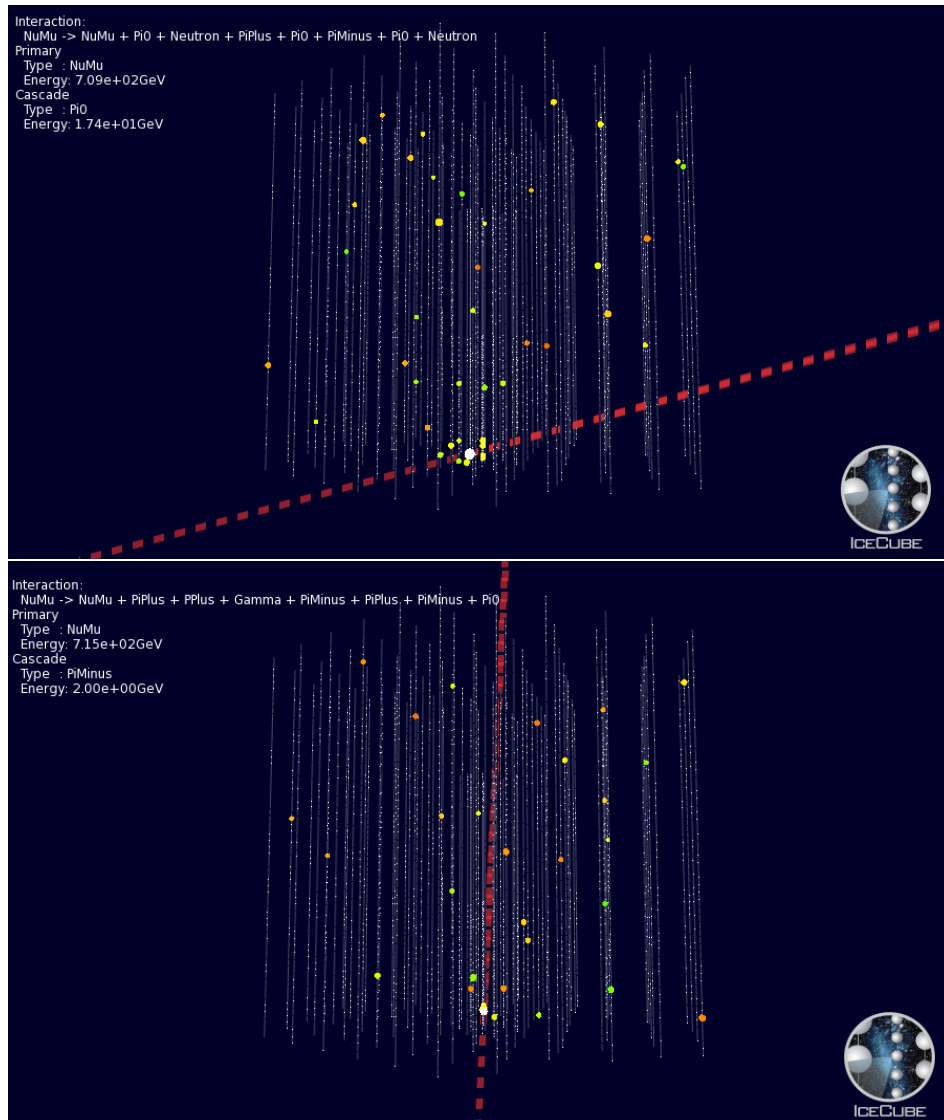 Interaction:
NuMu -> NuMu + Pi0 + Neutron + PiPlus + Pi0 + PiMinus + Pi0 + Neutron
Primary
Type : NuMu
Energy: 7.09e+02GeV
Cascade
Type : Pi0
Energy: 1.74e+01GeV
ICECUBE
Interaction:
NuMu -> NuMu + PiPlus + PPlus + Gamma + PiMinus + PiPlus + PiMinus + Pi0
Primary
Type : NuMu
Energy: 7.15e+02GeV
Cascade
Type : PiMinus
Energy: 2.00e+00GeV
ICECUBE